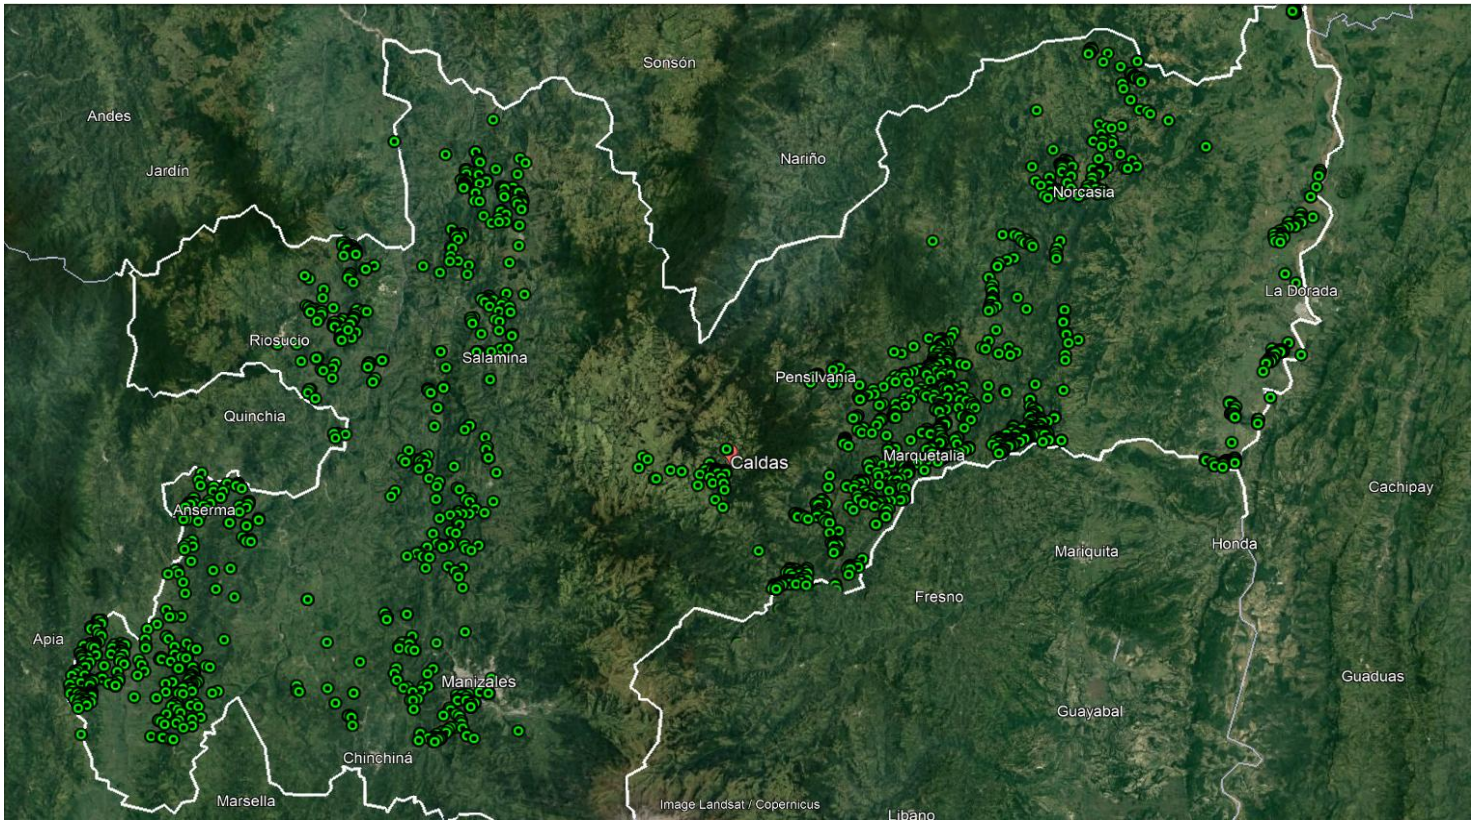 Sonsón
Andes
Nariño
Jardín
Norcasia
La Dorada
Riosucio
Salamina
Pensilvania
Quinchia
Marquetalia
Caldas
Cachipay
Anserma
Honda
Mariquita
Fresno
Apia
Guaduas
Manizales
Guayabal
Chinchiná
Marsella
Image Landsat / Copernicus
Libano